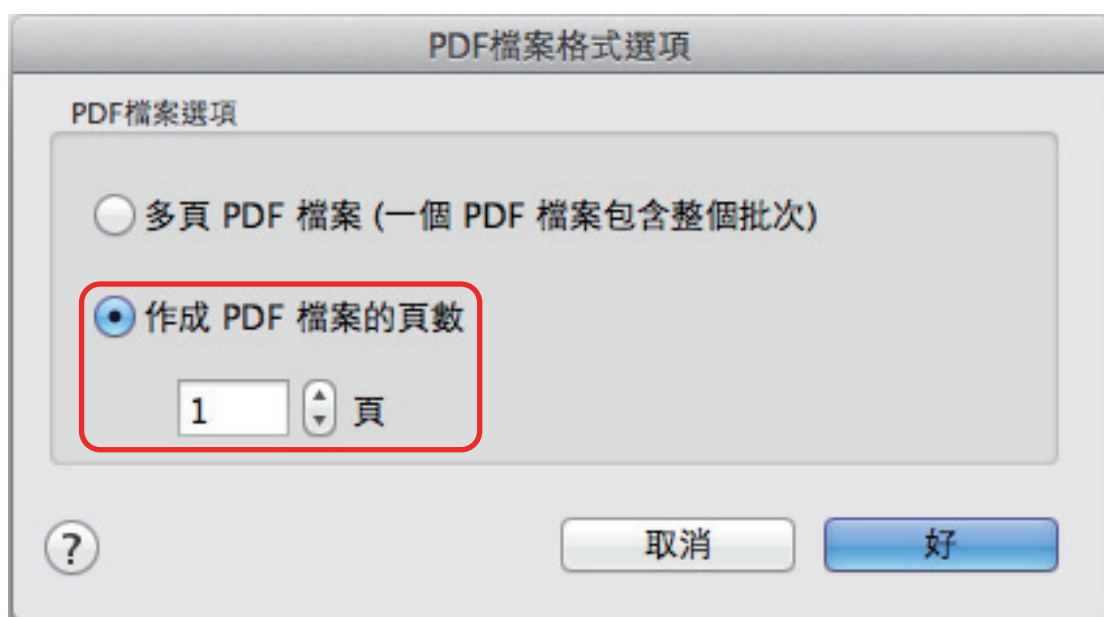 PDF檔案格式選項
PDF檔案選項
多頁 PDF 檔案 (一個 PDF 檔案包含整個批次)
作成 PDF 檔案的頁數
1 頁
? 取消 好